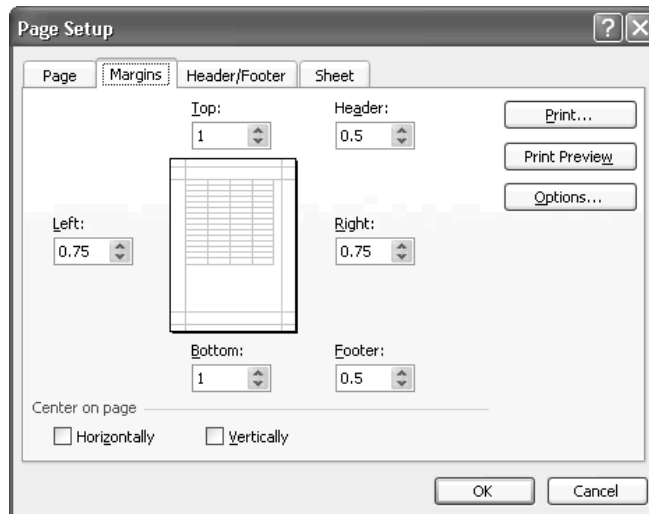 Page Setup
Page Margins Header/Footer Sheet
Top: Header:
1 0.5
Print...
Print Preview
Options...
Left: Right:
0.75 0.75
Bottom: Footer:
1 0.5
Center on page
Horizontally Vertically
OK Cancel